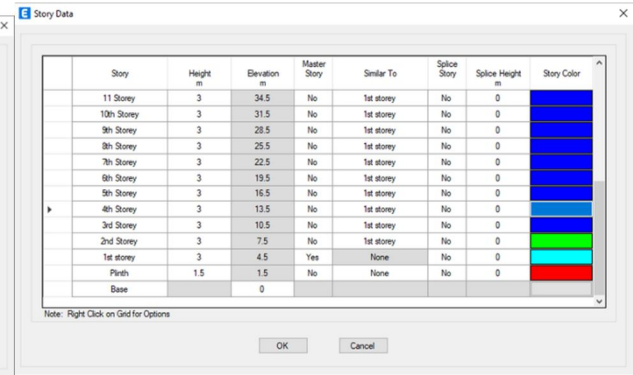 E Story Data
Story Height m Elevation m Master Story Similar To Splice Story Splice Height m Story Color
11 Storey 3 34.5 No 1st storey No 0
10th Storey 3 31.5 No 1st storey No 0
9th Storey 3 28.5 No 1st storey No 0
8th Storey 3 25.5 No 1st storey No 0
7th Storey 3 22.5 No 1st storey No 0
6th Storey 3 19.5 No 1st storey No 0
5th Storey 3 16.5 No 1st storey No 0
4th Storey 3 13.5 No 1st storey No 0
3rd Storey 3 10.5 No 1st storey No 0
2nd Storey 3 7.5 No 1st storey No 0
1st storey 3 4.5 Yes None No 0
Plinth 1.5 1.5 No None No 0
Base 0
Note: Right Click on Grid for Options
OK Cancel